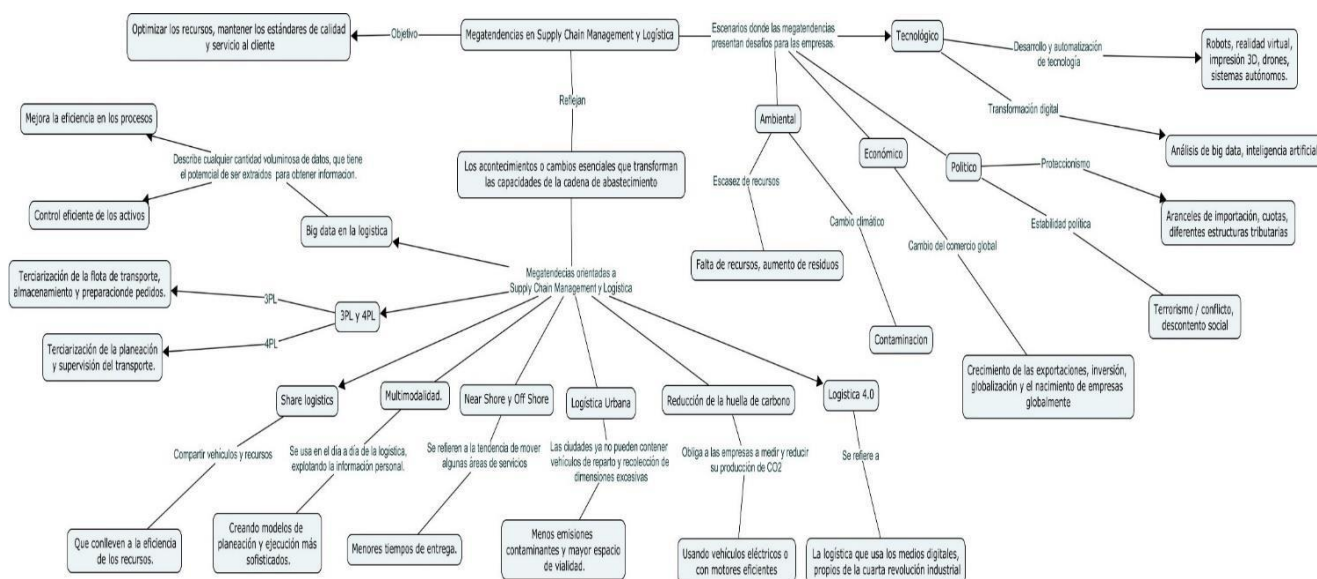 Optimizar los recursos, mantener los estándares de calidad
y servicio al cliente
Objetivo
Megatendencias en Supply Chain Management y Logística
Escenarios donde las megatendencias
presentan desafíos para las empresas.
Tecnológico
Desarrollo y automatización
de tecnología
Robots, realidad virtual,
impresión 3D, drones,
sistemas autónomos.
Transformación digital
Análisis de big data, inteligencia artificial
Reflejan
Ambiental
Económico
Politico
Proteccionismo
Aranceles de importación, cuotas,
diferentes estructuras tributarias
Estabilidad política
Terrorismo / conflicto,
descontento social
Escasez de recursos
Falta de recursos, aumento de residuos
Cambio climático
Contaminacion
Cambio del comercio global
Crecimiento de las exportaciones, inversión,
globalización y el nacimiento de empresas
globalmente
Los acontecimientos o cambios esenciales que transforman
las capacidades de la cadena de abastecimiento
Mejora la eficiencia en los procesos
Describe cualquier cantidad voluminosa de datos, que tiene
el potencial de ser extraidos para obtener informacion.
Control eficiente de los activos
Big data en la logistica
Megatendecias orientadas a
Supply Chain Management y Logística
Terciarización de la flota de transporte,
almacenamiento y preparacionde pedidos.
3PL
3PL y 4PL
4PL
Terciarización de la planeación
y supervisión del transporte.
Share logistics
Multimodalidad.
Near Shore y Off Shore
Logística Urbana
Reducción de la huella de carbono
Logistica 4.0
Compartir vehículos y recursos
Se usa en el día a día de la logística,
explotando la información personal.
Se refieren a la tendencia de mover
algunas áreas de servicios
Las ciudades ya no pueden contener
vehículos de reparto y recolección de
dimensiones excesivas
Obliga a las empresas a medir y reducir
su producción de CO2
Se refiere a
Que conlleven a la eficiencia
de los recursos.
Creando modelos de
planeación y ejecución más
sofisticados.
Menores tiempos de entrega.
Menos emisiones
contaminantes y mayor espacio
de vialidad.
Usando vehículos eléctricos o
con motores eficientes
La logística que usa los medios digitales,
propios de la cuarta revolución industrial